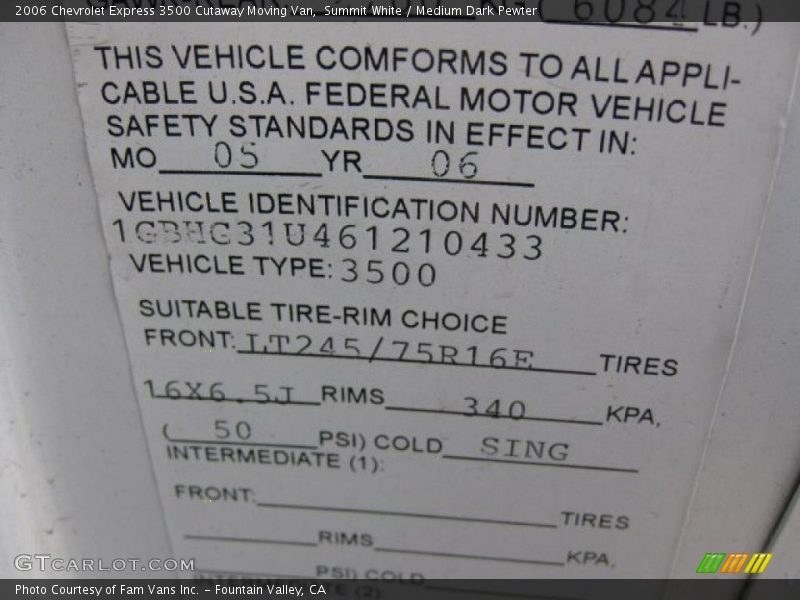 2006 Chevrolet Express 3500 Cutaway Moving Van, Summit White / Medium Dark Pewter
(6084 LB.)
THIS VEHICLE COMFORMS TO ALL APPLI-
CABLE U.S.A. FEDERAL MOTOR VEHICLE
SAFETY STANDARDS IN EFFECT IN:
MO 05 YR 06
VEHICLE IDENTIFICATION NUMBER:
1GBHG31U461210433
VEHICLE TYPE: 3500
SUITABLE TIRE-RIM CHOICE
FRONT: LT245/75R16E TIRES
16X6.5J RIMS 340 KPA,
( 50 PSI) COLD SING
INTERMEDIATE (1):
FRONT: TIRES
RIMS KPA,
PSI) COLD
INTERMEDIATE (2)
GTCARLOT.COM
Photo Courtesy of Fam Vans Inc. - Fountain Valley, CA